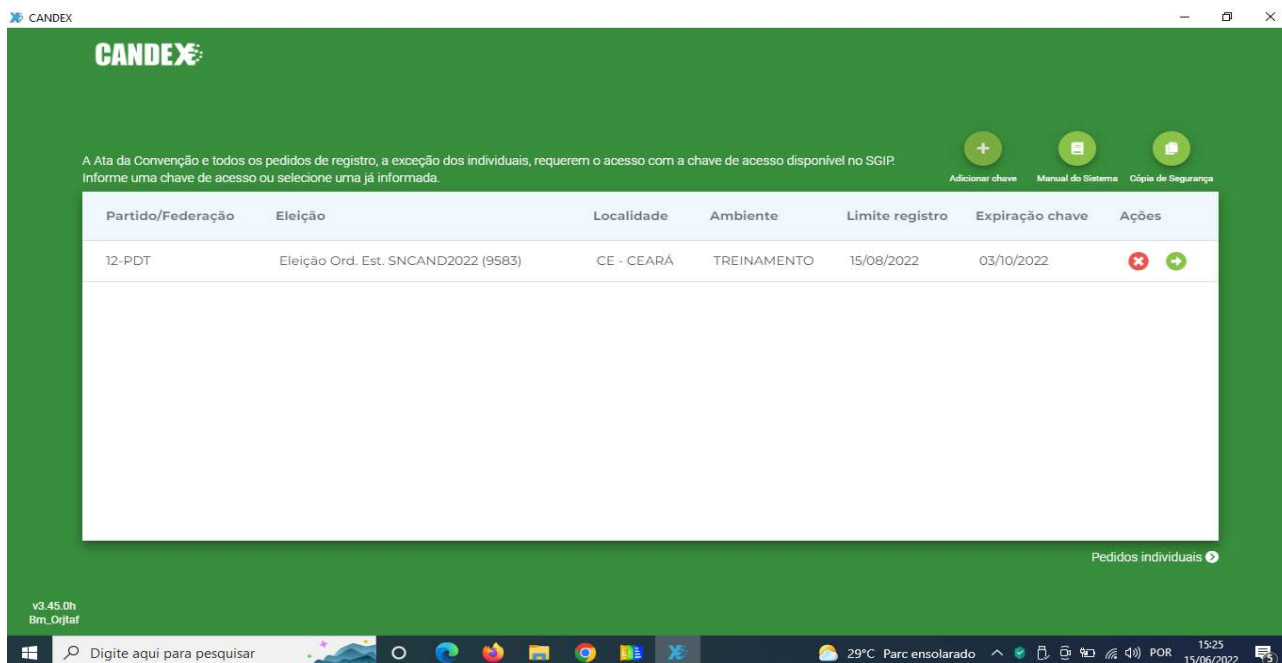 CANDEX
CANDEX
A Ata da Convenção e todos os pedidos de registro, a exceção dos individuais, requerem o acesso com a chave de acesso disponível no SGIP.
Informe uma chave de acesso ou selecione uma já informada.
Adicionar chave Manual do Sistema Cópia de Segurança
Partido/Federação Eleição Localidade Ambiente Limite registro Expiração chave Ações
12-PDT Eleição Ord. Est. SNCAND2022 (9583) CE - CEARÁ TREINAMENTO 15/08/2022 03/10/2022
Pedidos individuais
v3.45.0h
Bm_Orjtaf
Digite aqui para pesquisar 29°C Parc ensolarado POR 15:25
15/06/2022